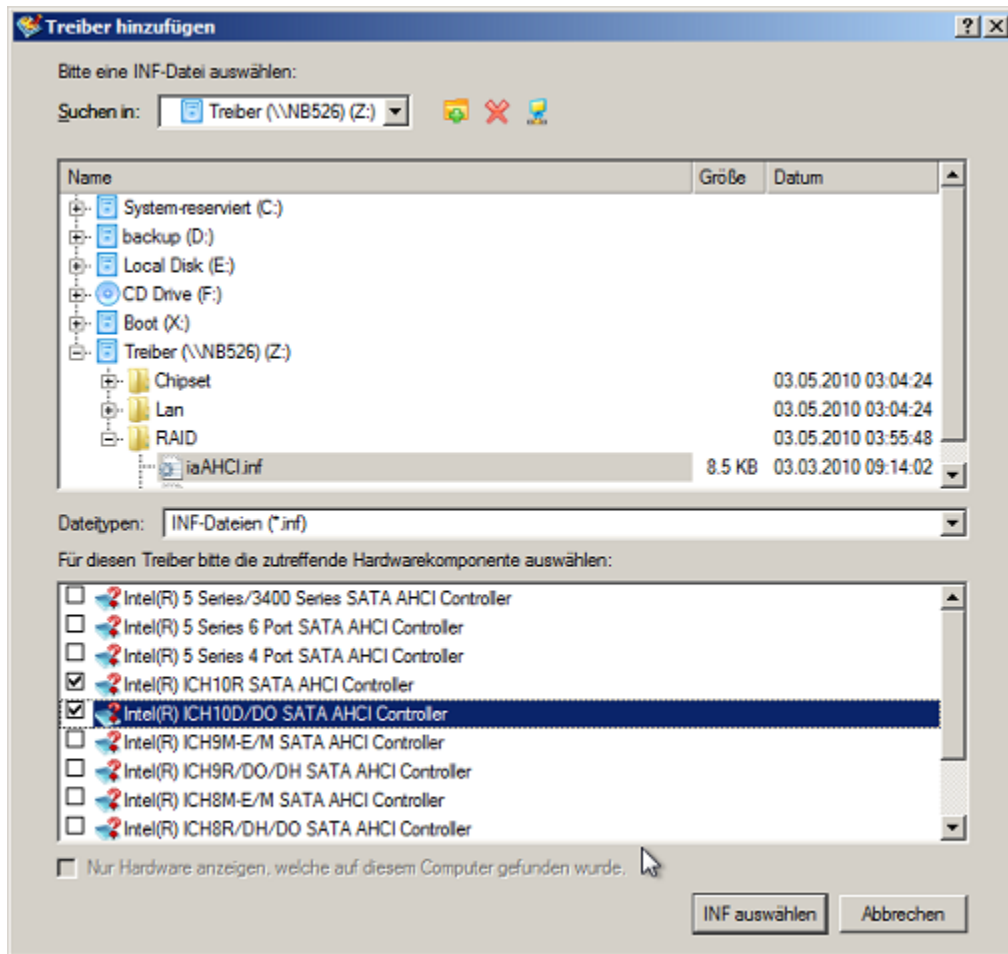 Treiber hinzufügen
Bitte eine INF-Datei auswählen:
Suchen in: Treiber (\\NB526) (Z:)
Name Größe Datum
System-reserviert (C:)
backup (D:)
Local Disk (E:)
CD Drive (F:)
Boot (X:)
Treiber (\\NB526) (Z:)
Chipset 03.05.2010 03:04:24
Lan 03.05.2010 03:04:24
RAID 03.05.2010 03:55:48
iaAHCI.inf 8.5 KB 03.03.2010 09:14:02
Dateitypen: INF-Dateien (*.inf)
Für diesen Treiber bitte die zutreffende Hardwarekomponente auswählen:
Intel(R) 5 Series/3400 Series SATA AHCI Controller
Intel(R) 5 Series 6 Port SATA AHCI Controller
Intel(R) 5 Series 4 Port SATA AHCI Controller
Intel(R) ICH10R SATA AHCI Controller
Intel(R) ICH10D/DO SATA AHCI Controller
Intel(R) ICH9M-E/M SATA AHCI Controller
Intel(R) ICH9R/DO/DH SATA AHCI Controller
Intel(R) ICH8M-E/M SATA AHCI Controller
Intel(R) ICH8R/DH/DO SATA AHCI Controller
Nur Hardware anzeigen, welche auf diesem Computer gefunden wurde.
INF auswählen Abbrechen